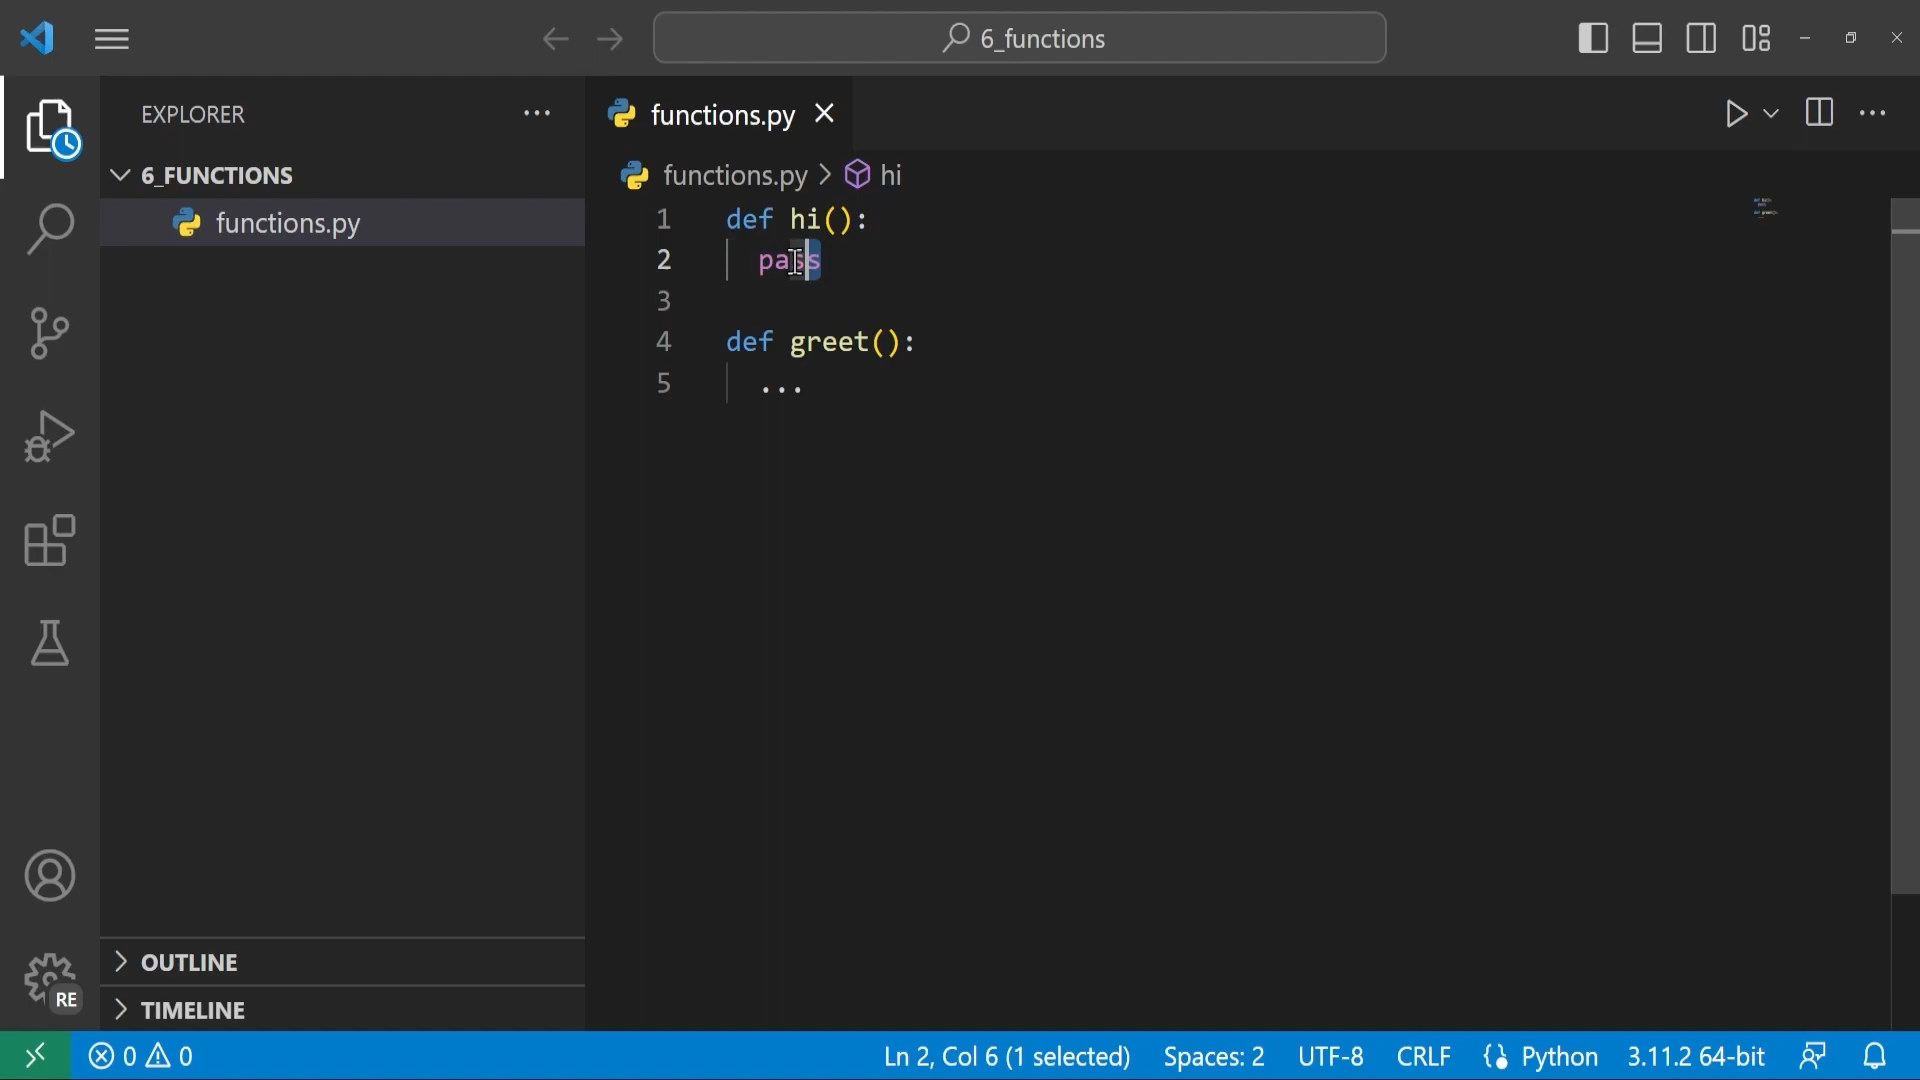 6_functions
EXPLORER
6_FUNCTIONS
functions.py
functions.py
functions.py > hi
1 def hi():
2 pass
3
4 def greet():
5 ...
RE
OUTLINE
TIMELINE
0 0 Ln 2, Col 6 (1 selected) Spaces: 2 UTF-8 CRLF Python 3.11.2 64-bit